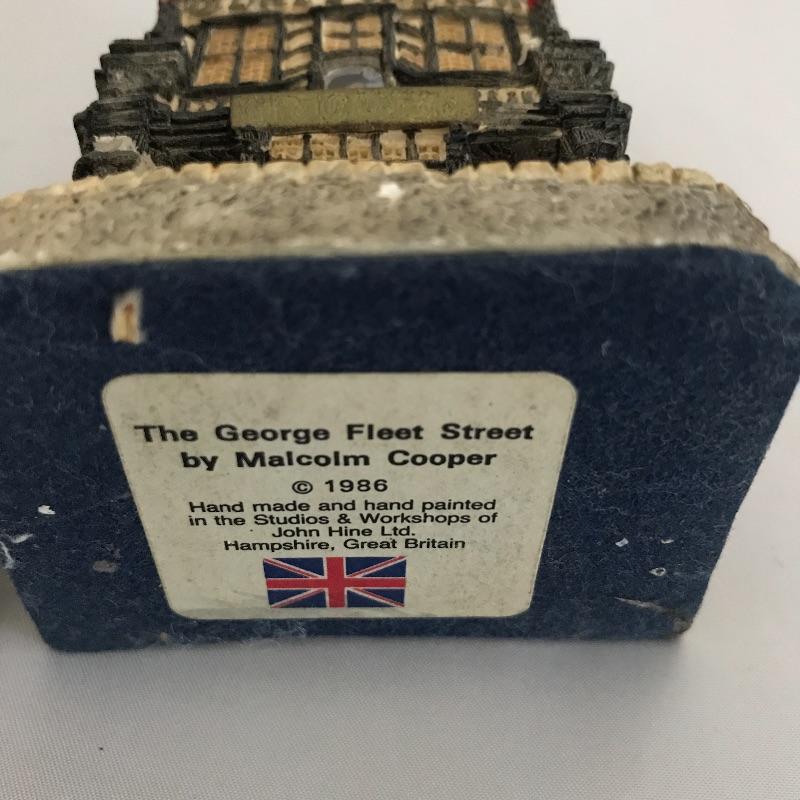 The George Fleet Street
by Malcolm Cooper
© 1986
Hand made and hand painted
in the Studios & Workshops of
John Hine Ltd.
Hampshire, Great Britain